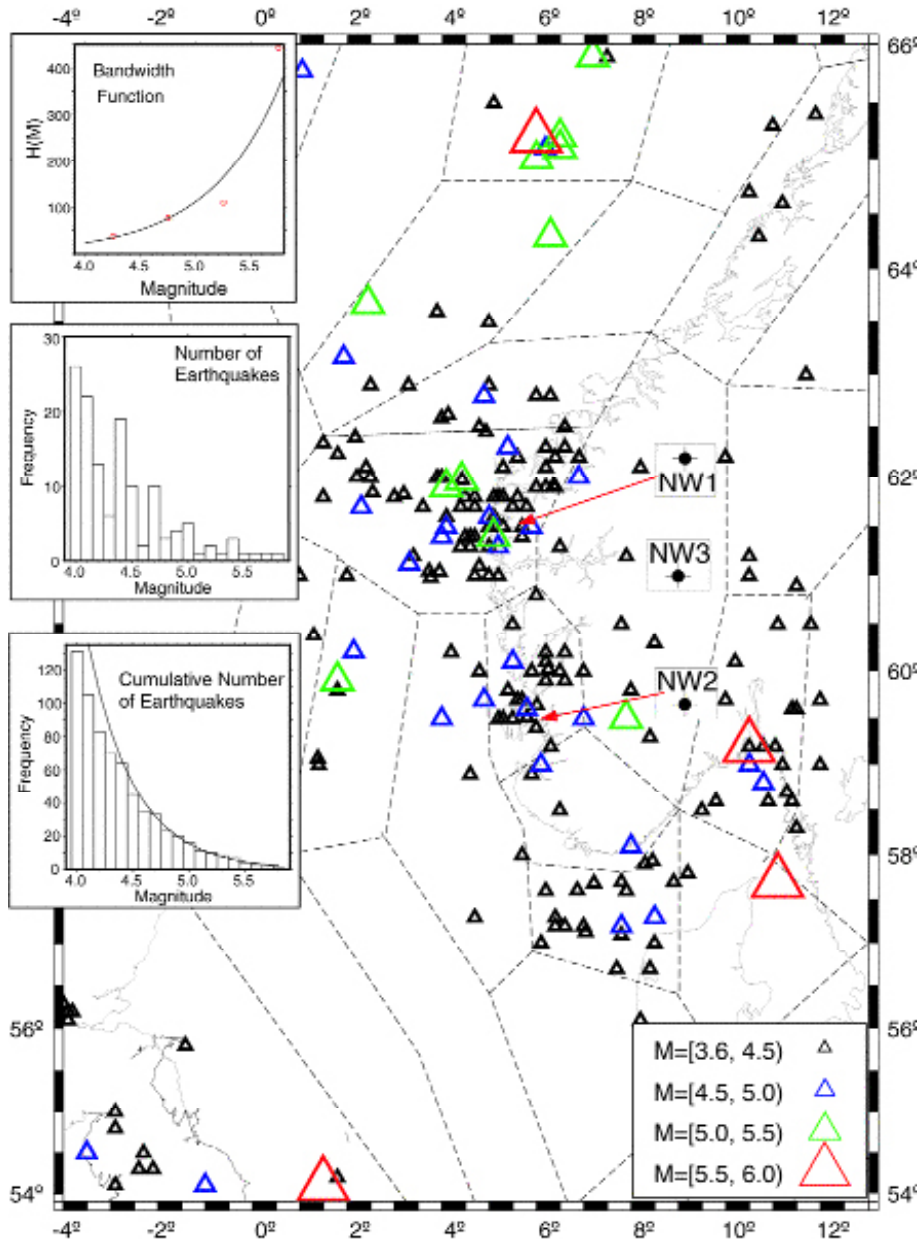 -4º -2º 0º 2º 4º 6º 8º 10º 12º
66º
64º
62º
60º
58º
56º
54º
Bandwidth
Function
H(M)
400
300
200
100
4.0 4.5 5.0 5.5
Magnitude
Number of
Earthquakes
Frequency
30
20
10
0
4.0 4.5 5.0 5.5
Magnitude
Cumulative Number
of Earthquakes
Frequency
120
100
80
60
40
20
0
4.0 4.5 5.0 5.5
Magnitude
NW1
NW3
NW2
M=[3.6, 4.5)
M=[4.5, 5.0)
M=[5.0, 5.5)
M=[5.5, 6.0)
56º
54º
-4º -2º 0º 2º 4º 6º 8º 10º 12º